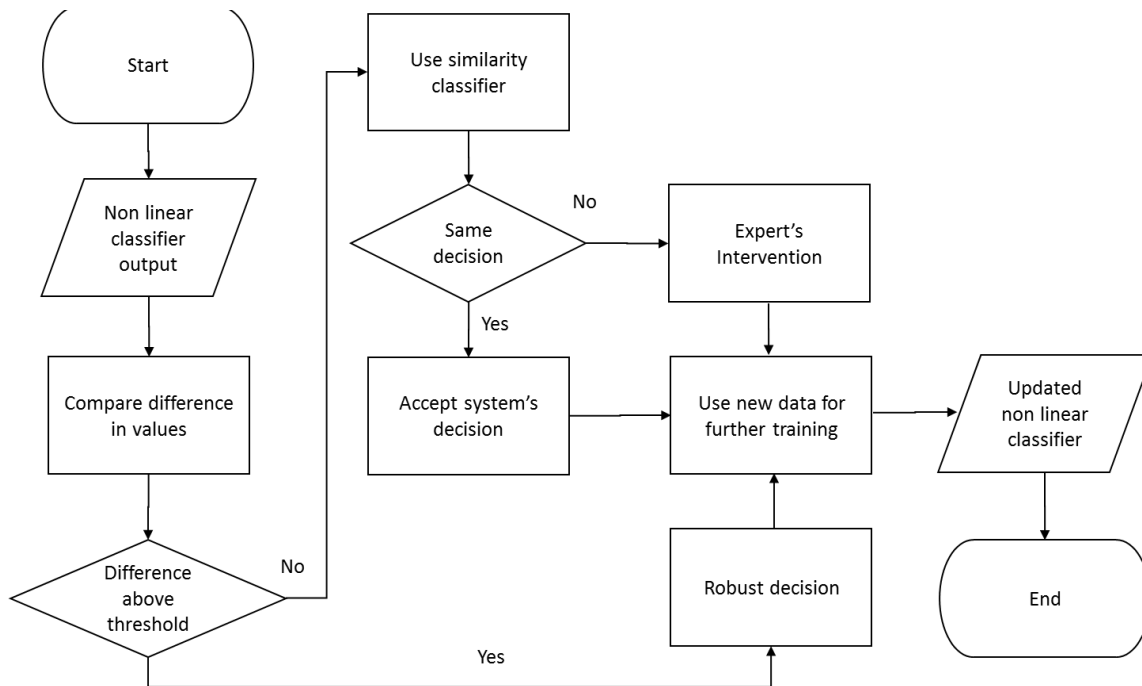 Start
Non linear
classifier
output
Compare difference
in values
Difference
above
threshold
No
Yes
Use similarity
classifier
Same
decision
No
Yes
Expert's
Intervention
Accept system's
decision
Use new data for
further training
Robust decision
Updated
non linear
classifier
End